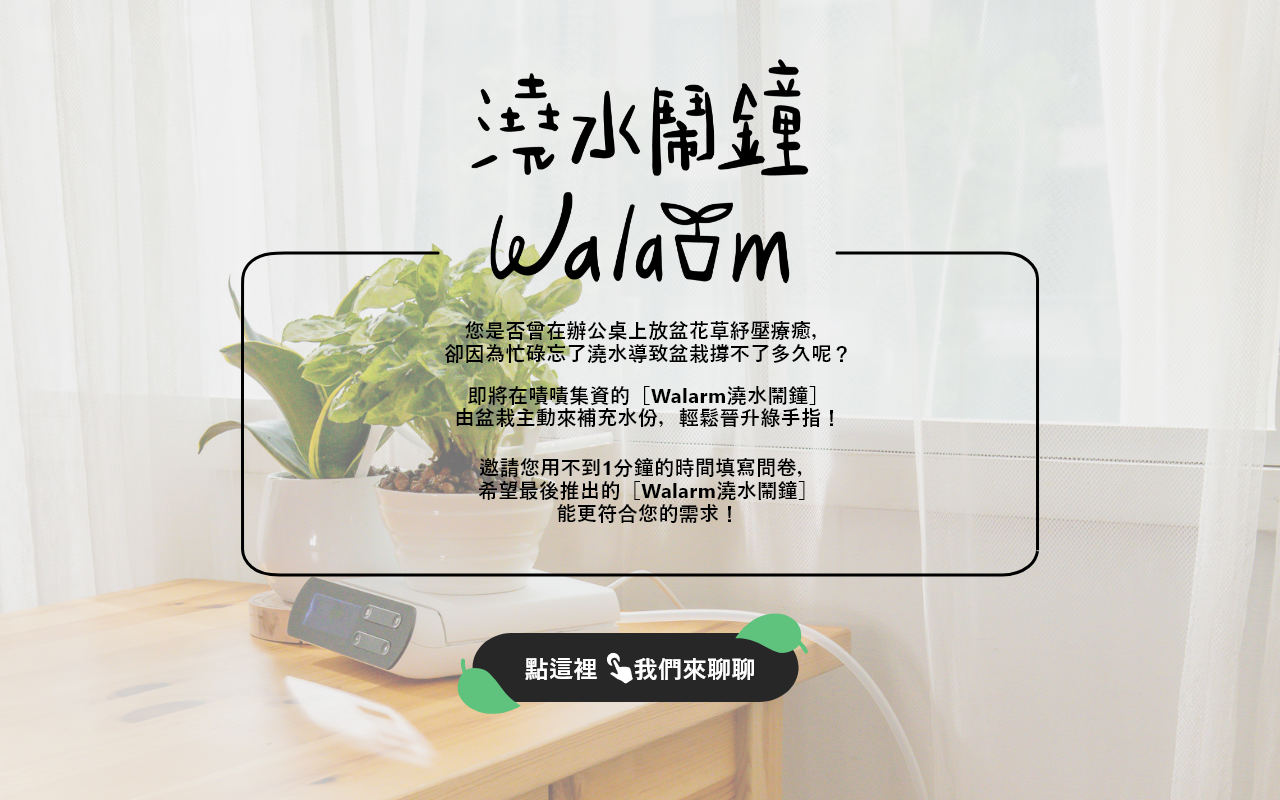 澆水鬧鐘
Walarm
您是否曾在辦公桌上放盆花草紓壓療癒，
卻因為忙碌忘了澆水導致盆栽撐不了多久呢？
即將在嘖嘖集資的［Walarm澆水鬧鐘］
由盆栽主動來補充水份，輕鬆晉升綠手指！
邀請您用不到1分鐘的時間填寫問卷，
希望最後推出的［Walarm澆水鬧鐘］
能更符合您的需求！
點這裡 我們來聊聊